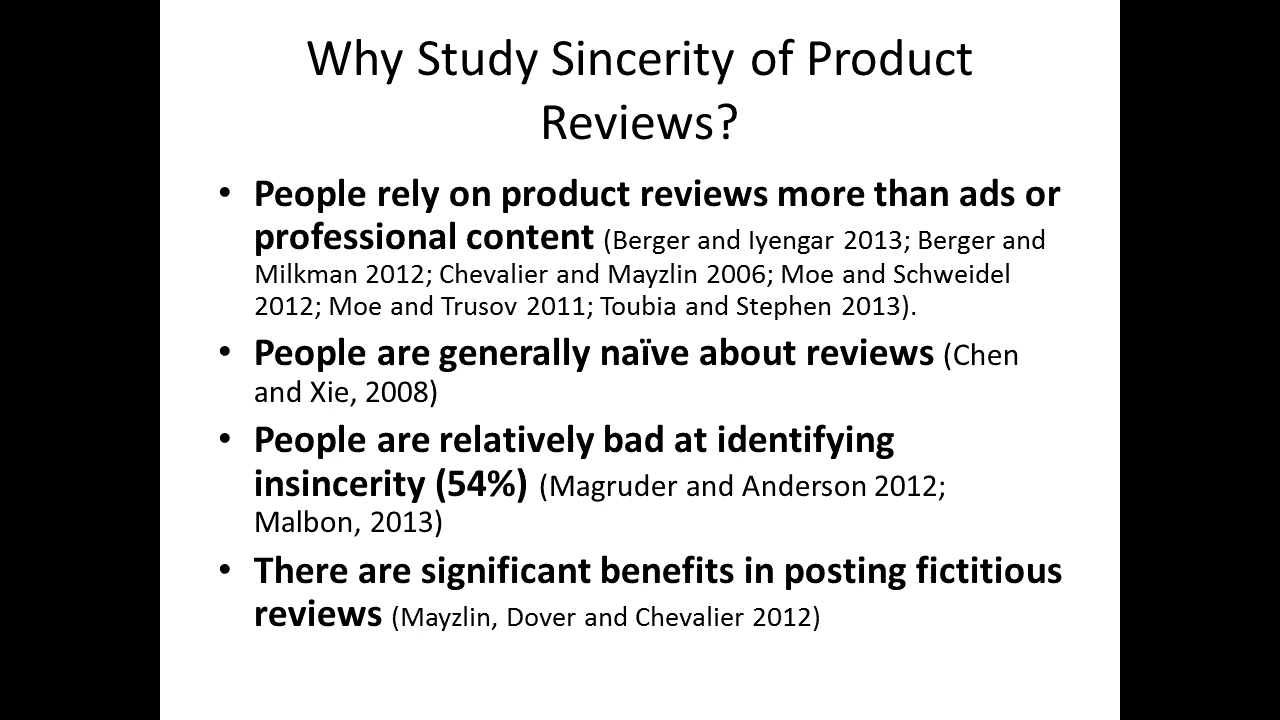 Why Study Sincerity of Product
Reviews?
• People rely on product reviews more than ads or
professional content (Berger and Iyengar 2013; Berger and
Milkman 2012; Chevalier and Mayzlin 2006; Moe and Schweidel
2012; Moe and Trusov 2011; Toubia and Stephen 2013).
• People are generally naïve about reviews (Chen
and Xie, 2008)
• People are relatively bad at identifying
insincerity (54%) (Magruder and Anderson 2012;
Malbon, 2013)
• There are significant benefits in posting fictitious
reviews (Mayzlin, Dover and Chevalier 2012)